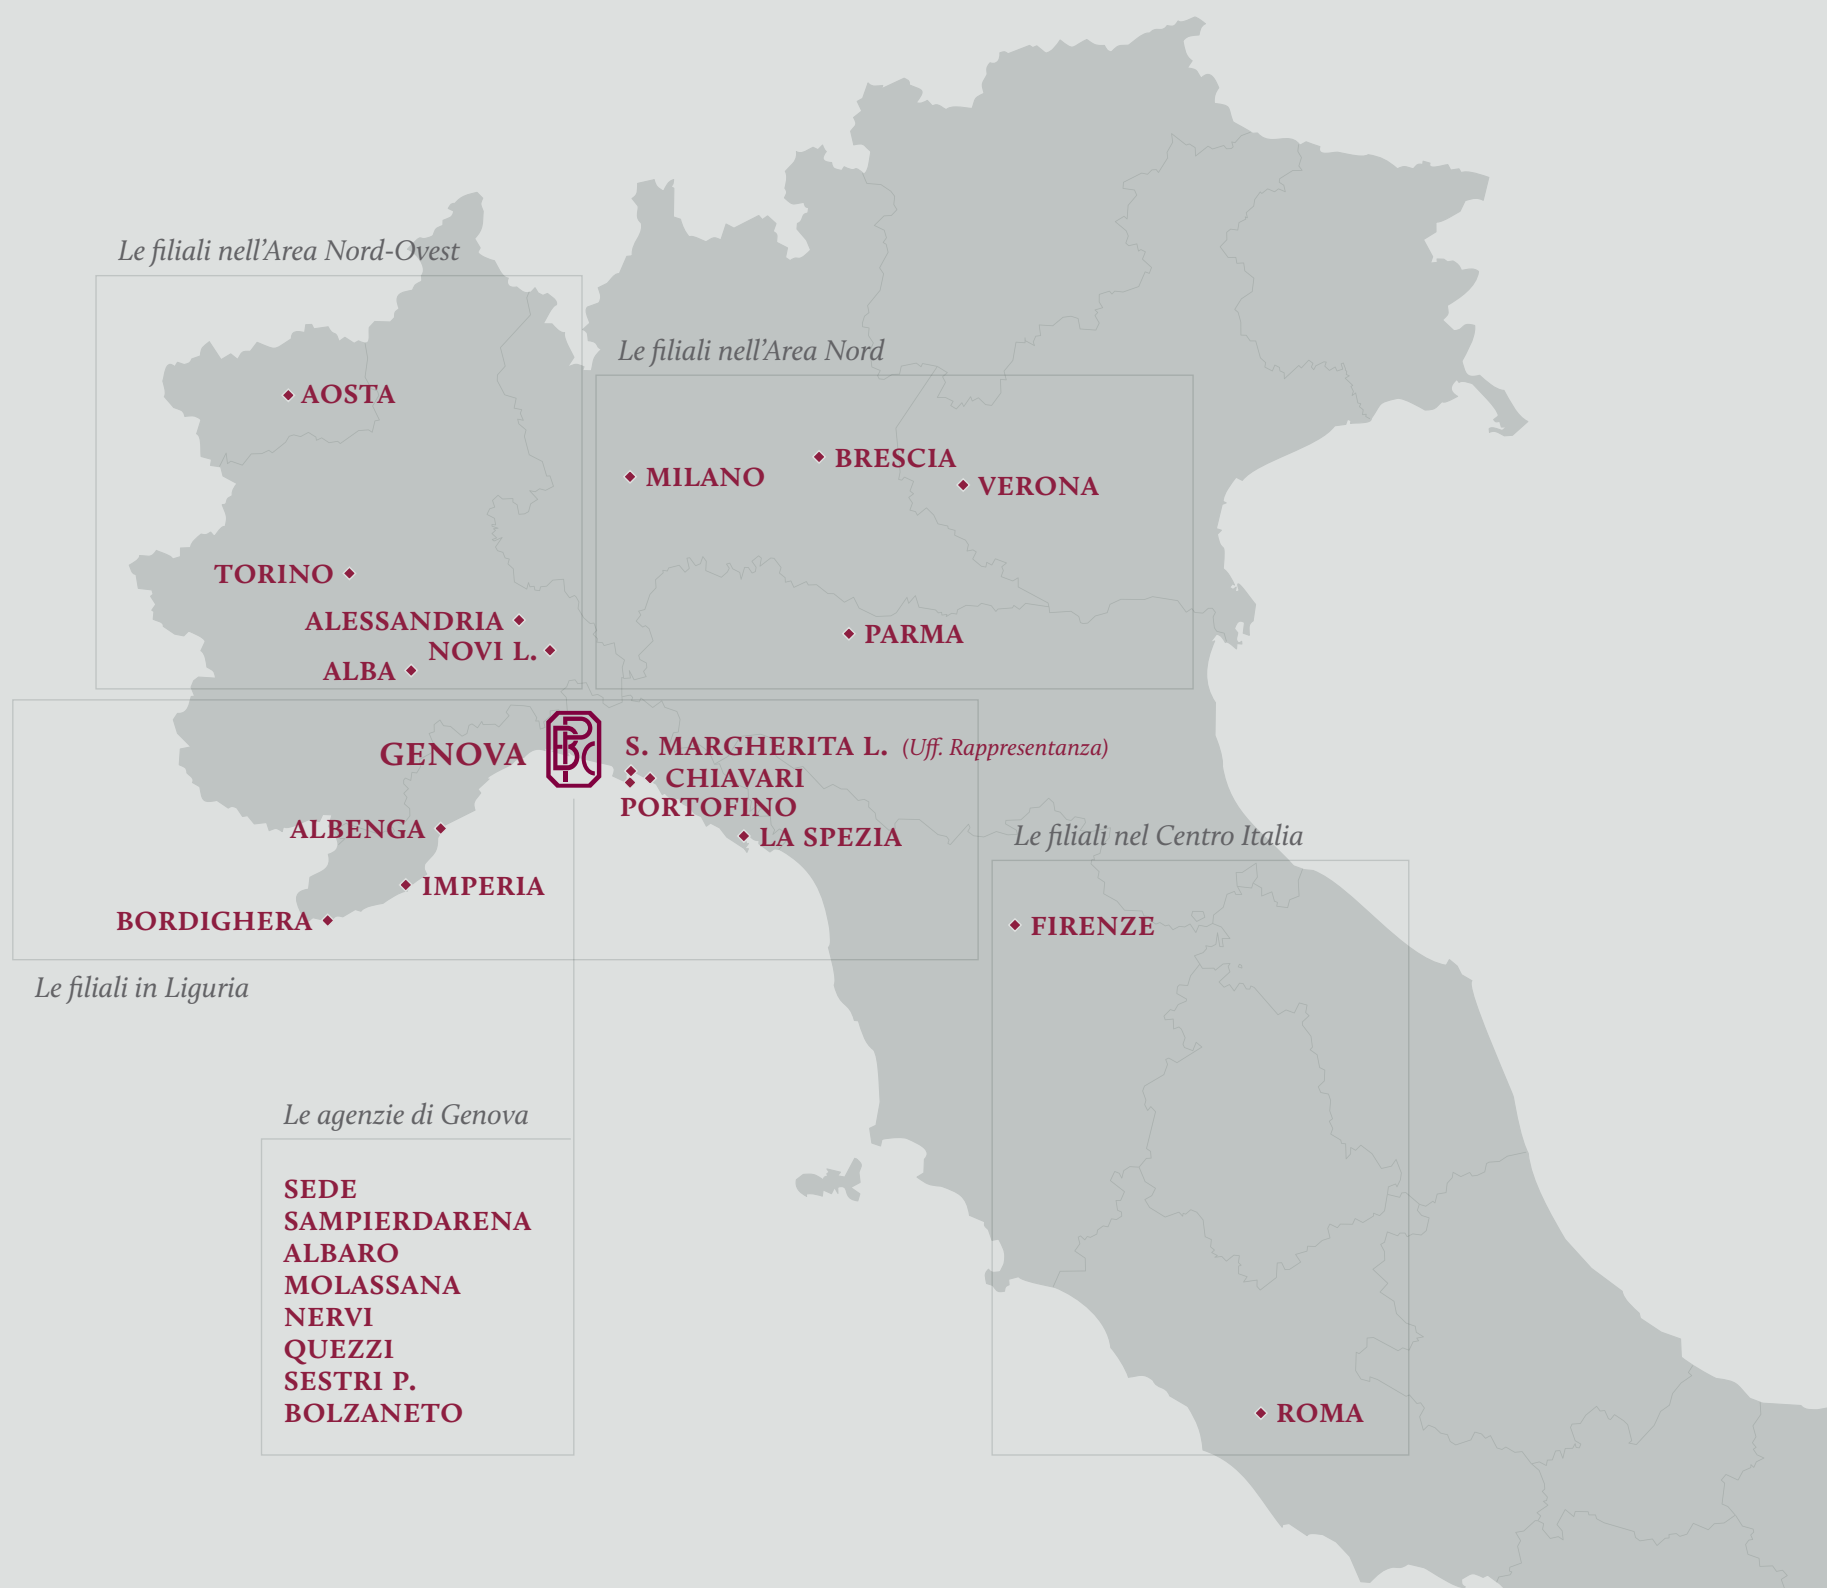 Le filiali nell'Area Nord-Ovest
AOSTA
TORINO
ALESSANDRIA
NOVI L.
ALBA
Le filiali nell'Area Nord
BRESCIA
MILANO
VERONA
PARMA
GENOVA
S. MARGHERITA L. (Uff. Rappresentanza)
CHIAVARI
PORTOFINO
ALBENGA
LA SPEZIA
IMPERIA
BORDIGHERA
Le filiali in Liguria
Le filiali nel Centro Italia
FIRENZE
ROMA
Le agenzie di Genova
SEDE
SAMPIERDARENA
ALBARO
MOLASSANA
NERVI
QUEZZI
SESTRI P.
BOLZANETO